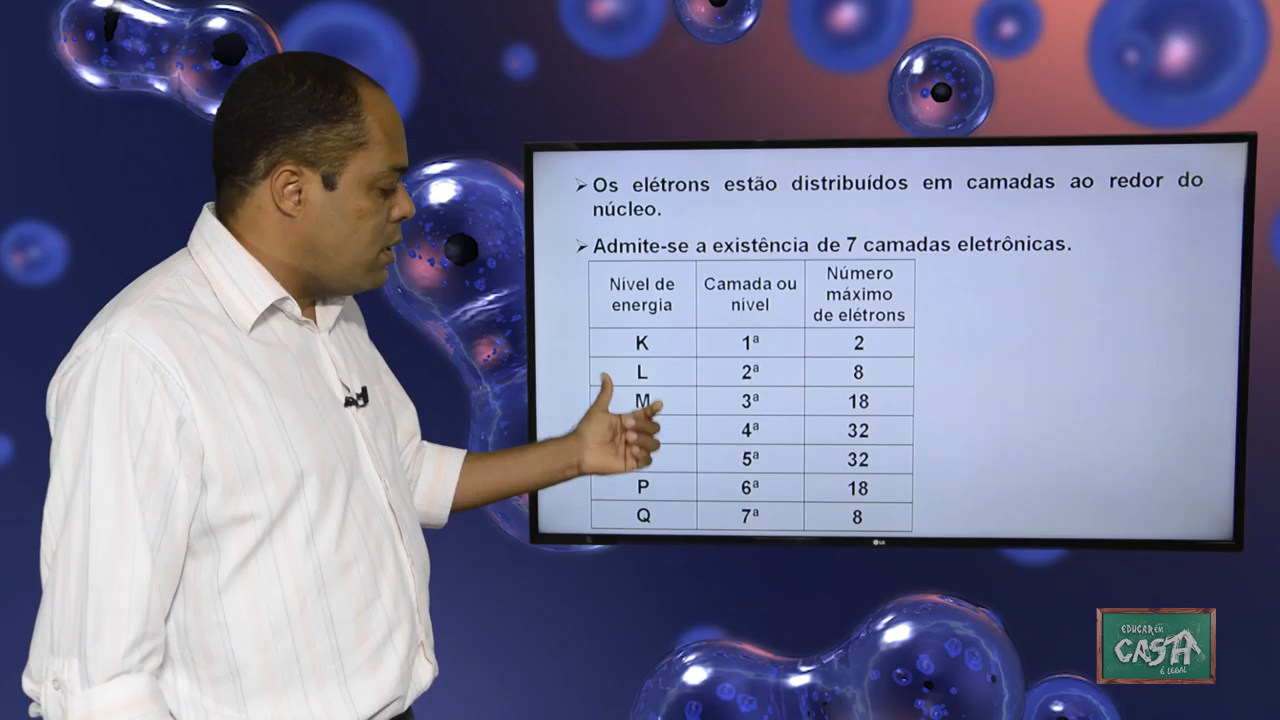 Os elétrons estão distribuídos em camadas ao redor do
núcleo.
Admite-se a existência de 7 camadas eletrônicas.
Nível de energia | Camada ou nível | Número máximo de elétrons
K 1ª 2
L 2ª 8
M 3ª 18
4ª 32
5ª 32
P 6ª 18
Q 7ª 8
LG
EDUCAR EM
CASA
É LEGAL